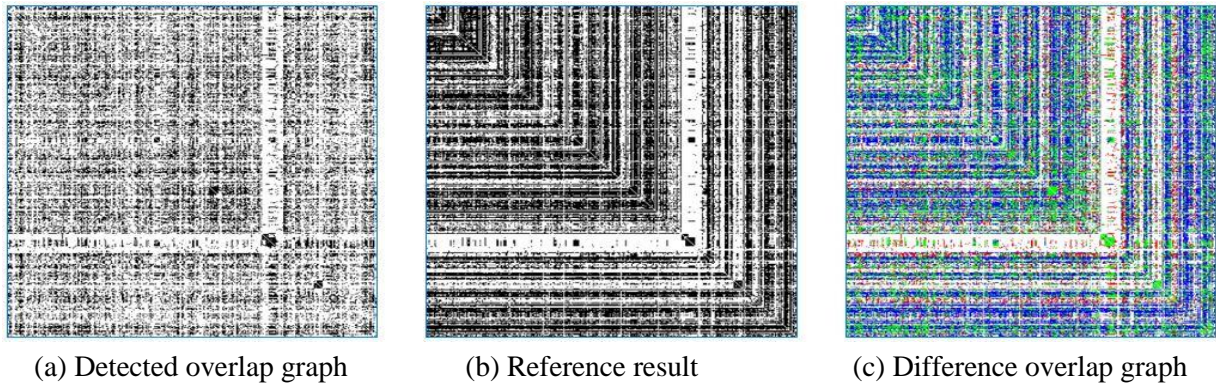 (a) Detected overlap graph
(b) Reference result
(c) Difference overlap graph